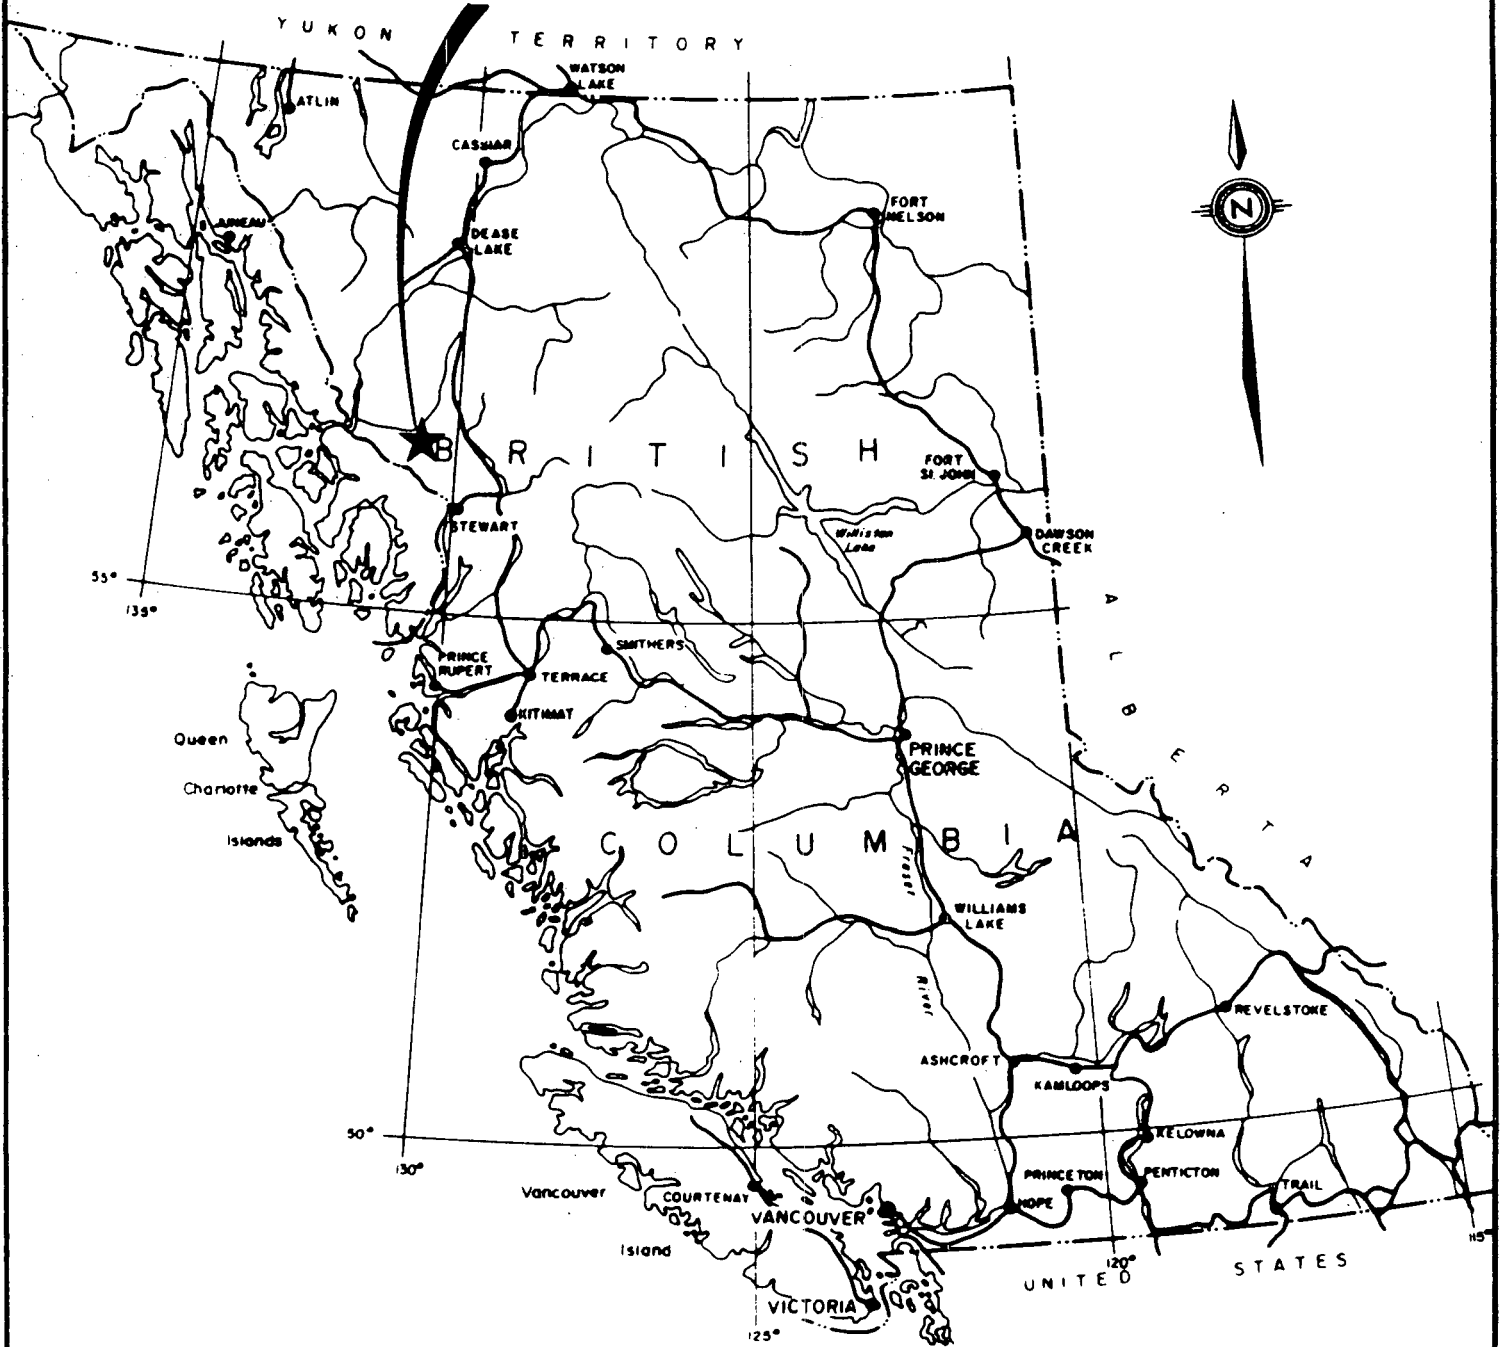 YUKON TERRITORY
WATSON
LAKE
ATLIN
CASSIAR
N
FORT
NELSON
JUNEAU
DEASE
LAKE
BRITISH
FORT
ST. JOHN
STEWART
Williston
Lake
DAWSON
CREEK
55°
135°
ALBERTA
SMITHERS
PRINCE
RUPERT
TERRACE
KITIMAT
Queen
Charlotte
Islands
PRINCE
GEORGE
COLUMBIA
Fraser
River
WILLIAMS
LAKE
REVELSTOKE
ASHCROFT
KAMLOOPS
50°
130°
KELOWNA
PRINCETON
PENTICTON
TRAIL
HOPE
Vancouver
Island
COURTENAY
VANCOUVER
VICTORIA
125°
120°
115°
UNITED STATES